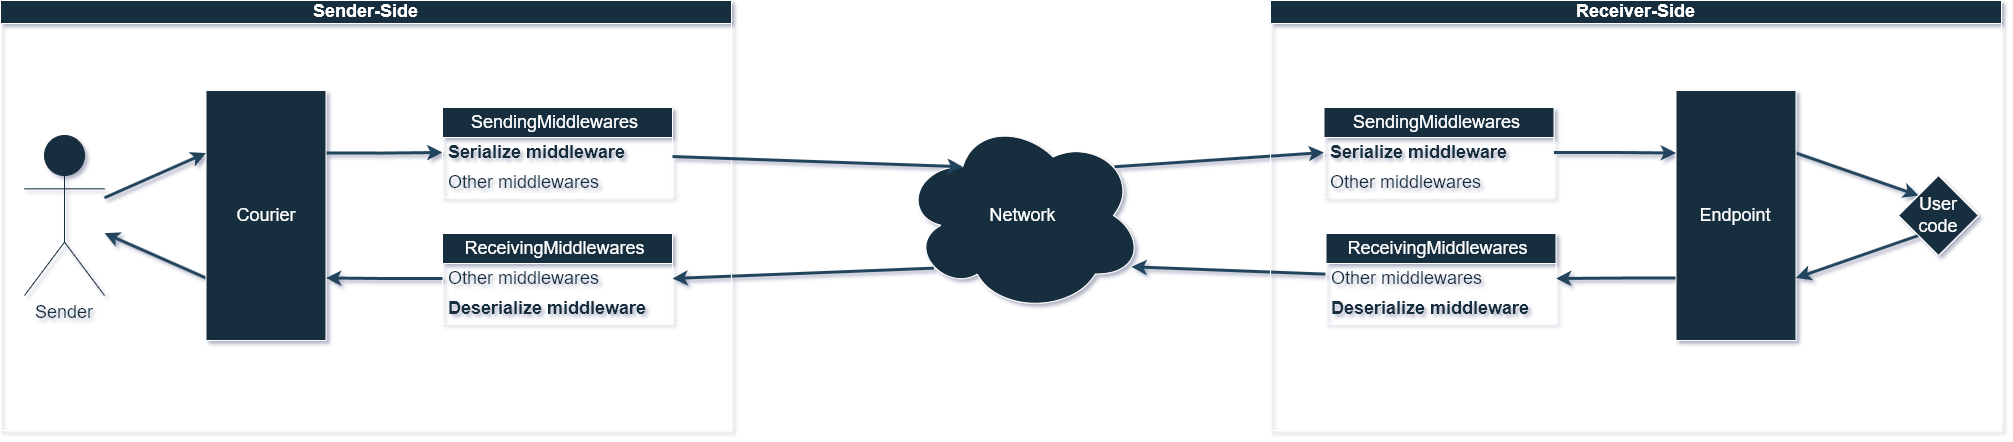 Sender-Side
Sender
Courier
SendingMiddlewares
Serialize middleware
Other middlewares
ReceivingMiddlewares
Other middlewares
Deserialize middleware
Network
Receiver-Side
SendingMiddlewares
Serialize middleware
Other middlewares
ReceivingMiddlewares
Other middlewares
Deserialize middleware
Endpoint
User
code